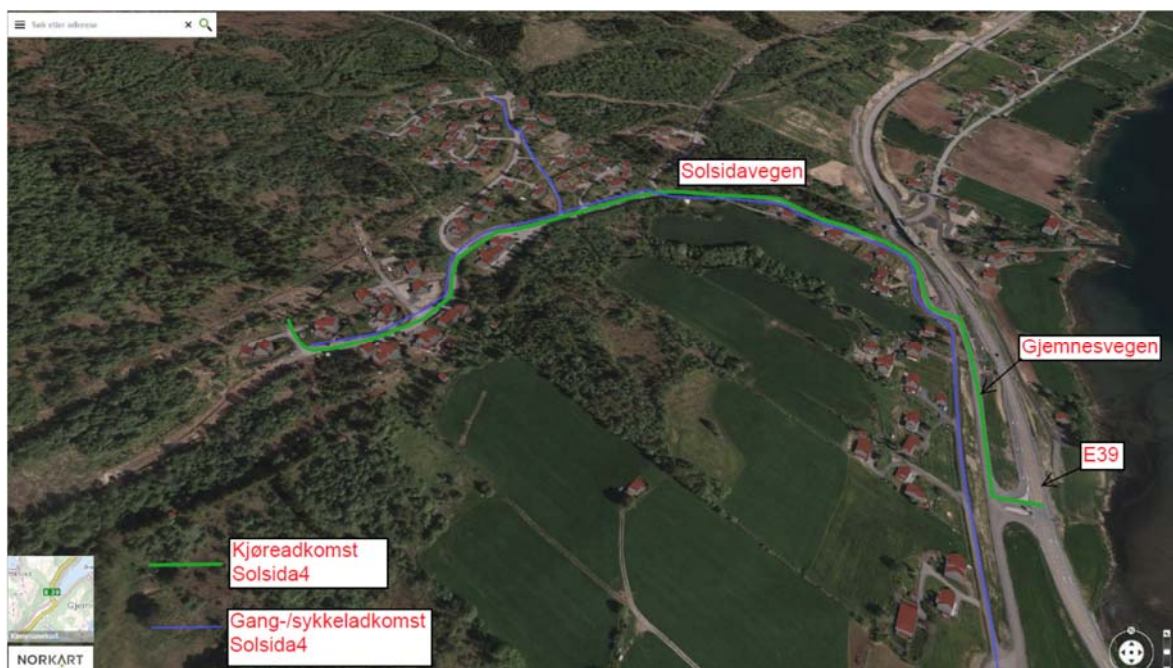 Søk etter adresse
Solsidavegen
Gjemnesvegen
E39
Kjøreadkomst
Solsida4
Gang-/sykkeladkomst
Solsida4
NORKART